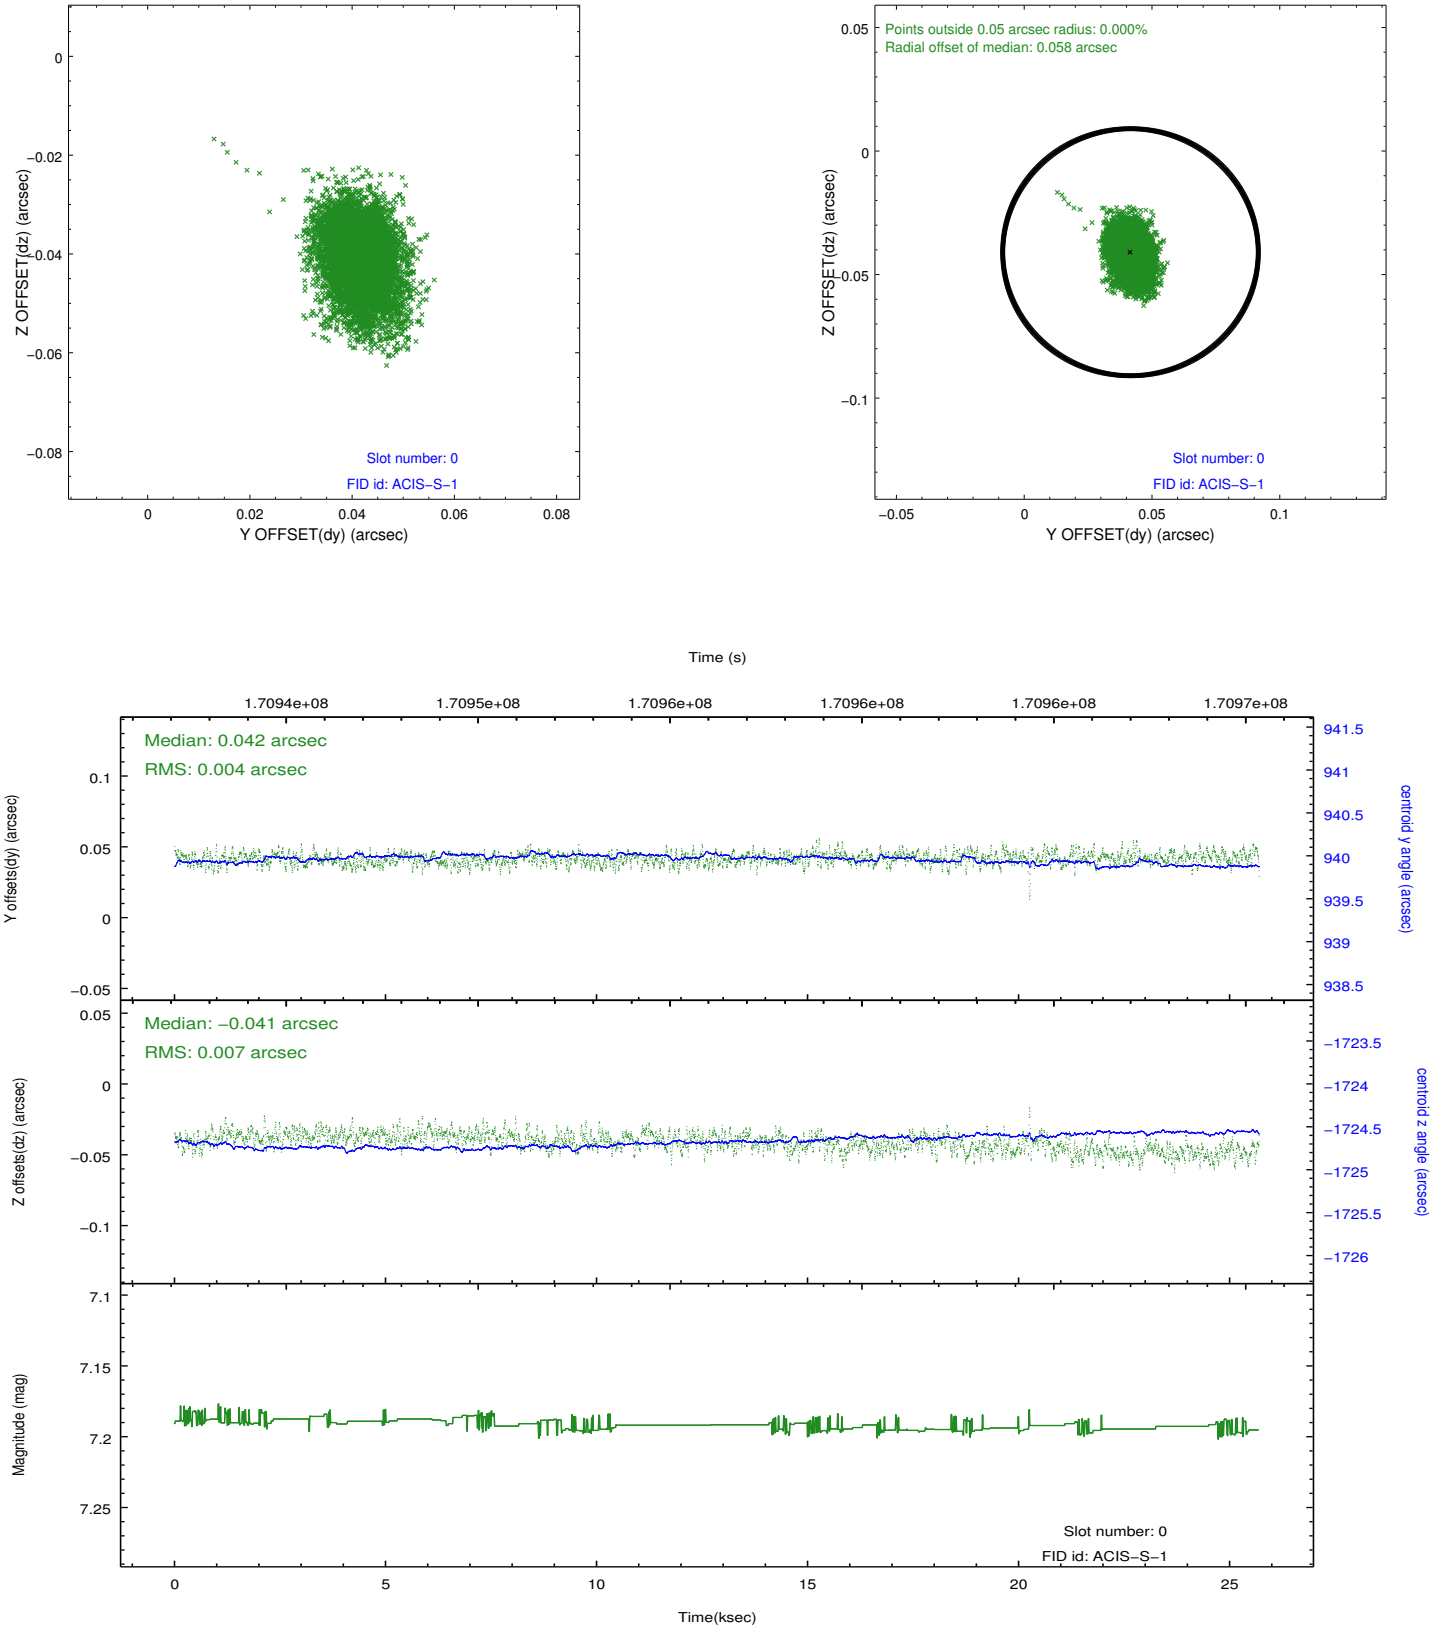 0
−0.02
−0.04
−0.06
−0.08
Z OFFSET(dz) (arcsec)
Slot number: 0
FID id: ACIS−S−1
0 0.02 0.04 0.06 0.08
Y OFFSET(dy) (arcsec)
Points outside 0.05 arcsec radius: 0.000%
Radial offset of median: 0.058 arcsec
0.05
0
−0.05
−0.1
Z OFFSET(dz) (arcsec)
Slot number: 0
FID id: ACIS−S−1
−0.05 0 0.05 0.1
Y OFFSET(dy) (arcsec)
Time (s)
1.7094e+08 1.7095e+08 1.7096e+08 1.7096e+08 1.7096e+08 1.7097e+08
Median: 0.042 arcsec
RMS: 0.004 arcsec
0.1
0.05
0
−0.05
Y offsets(dy) (arcsec)
941.5
941
940.5
940
939.5
939
938.5
centroid y angle (arcsec)
Median: −0.041 arcsec
RMS: 0.007 arcsec
0.05
0
−0.05
−0.1
Z offsets(dz) (arcsec)
−1723.5
−1724
−1724.5
−1725
−1725.5
−1726
centroid z angle (arcsec)
7.1
7.15
7.2
7.25
Magnitude (mag)
Slot number: 0
FID id: ACIS−S−1
0 5 10 15 20 25
Time(ksec)